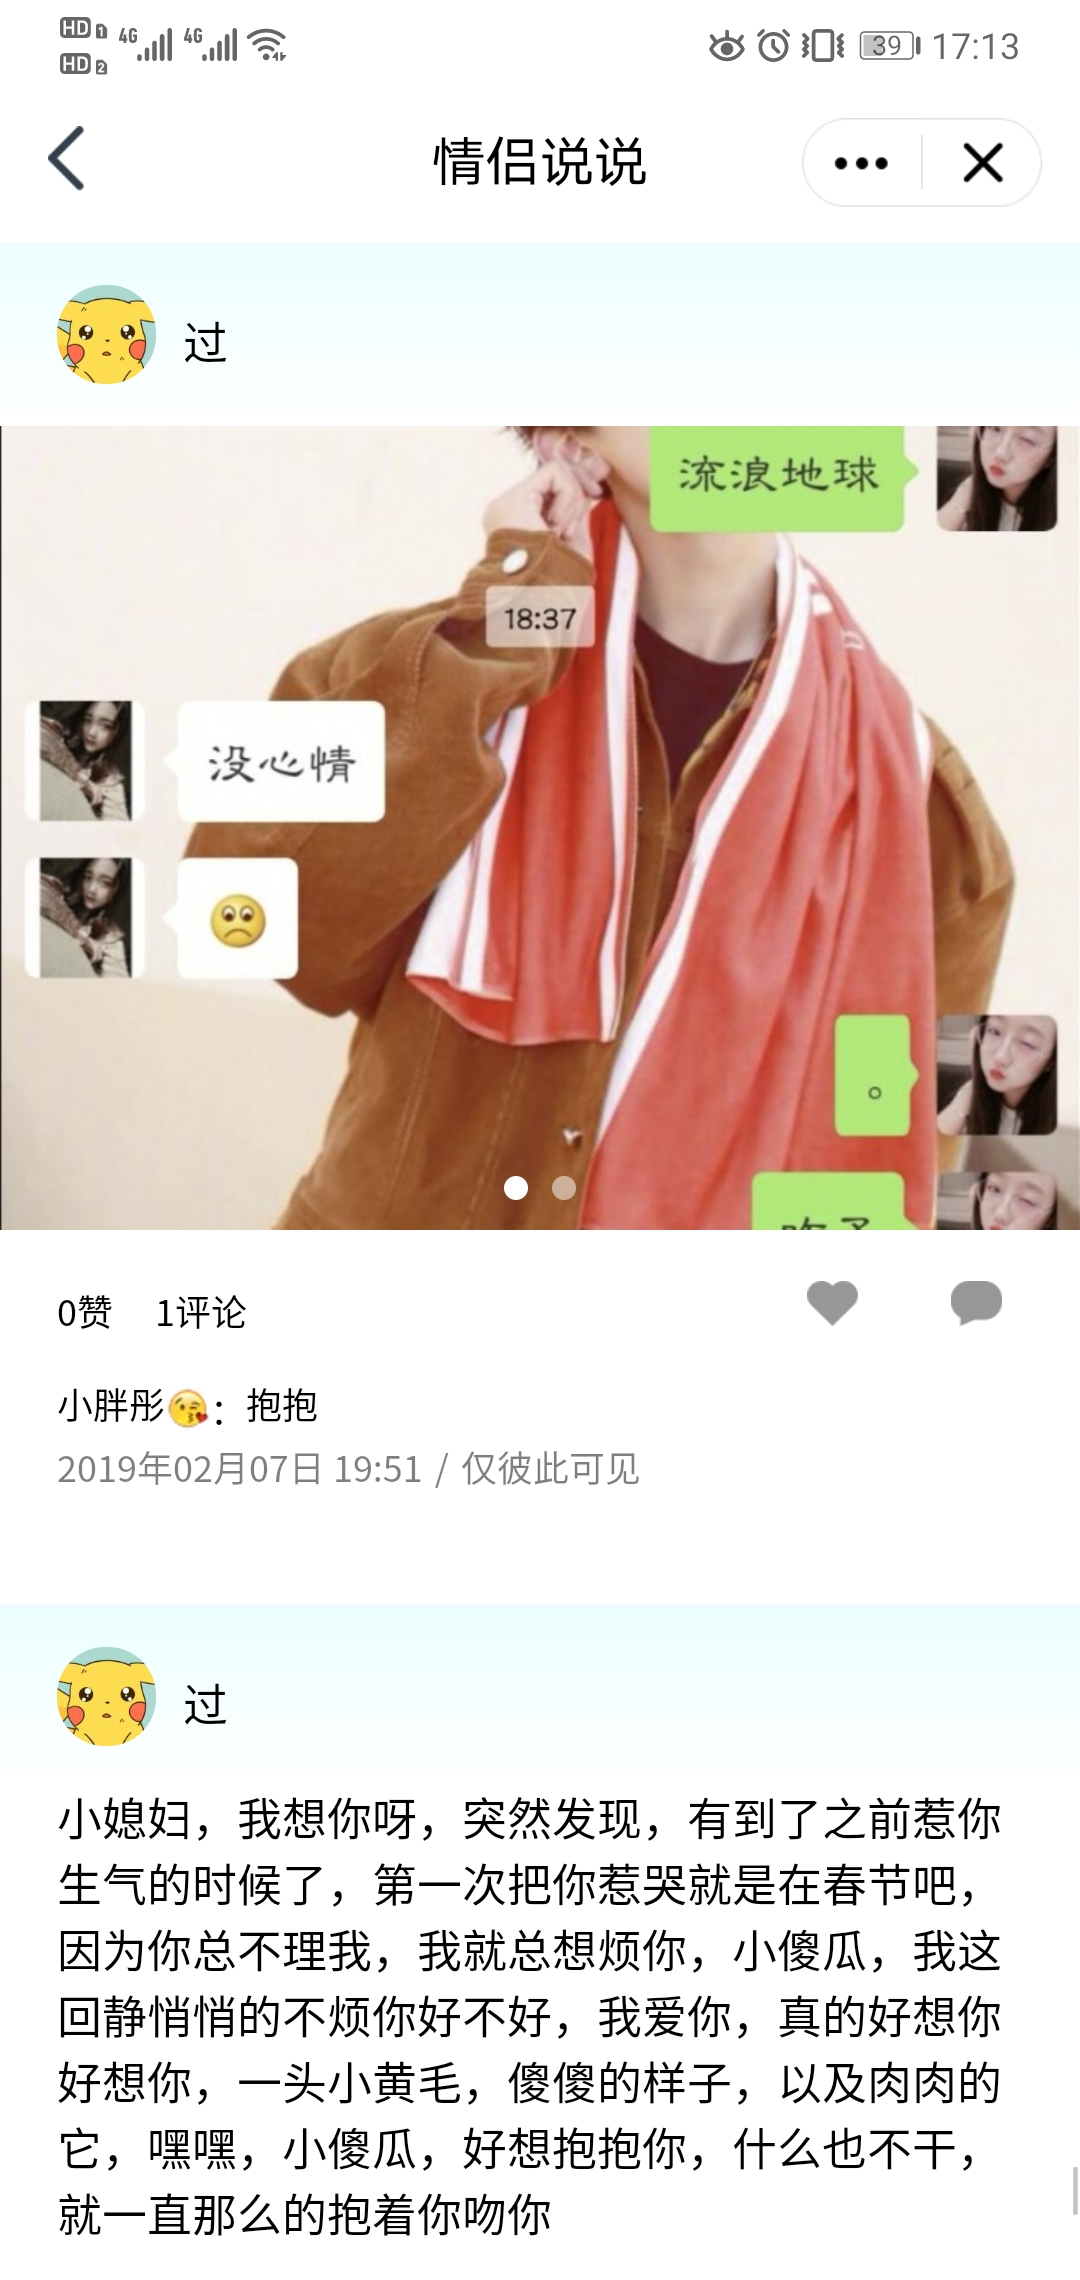 HD 1 4G 4G
HD 2
39 17:13
情侣说说
过
流浪地球
18:37
没心情
。
0赞 1评论
小胖彤😘：抱抱
2019年02月07日 19:51 / 仅彼此可见
过
小媳妇，我想你呀，突然发现，有到了之前惹你
生气的时候了，第一次把你惹哭就是在春节吧，
因为你总不理我，我就总想烦你，小傻瓜，我这
回静悄悄的不烦你好不好，我爱你，真的好想你
好想你，一头小黄毛，傻傻的样子，以及肉肉的
它，嘿嘿，小傻瓜，好想抱抱你，什么也不干，
就一直那么的抱着你吻你